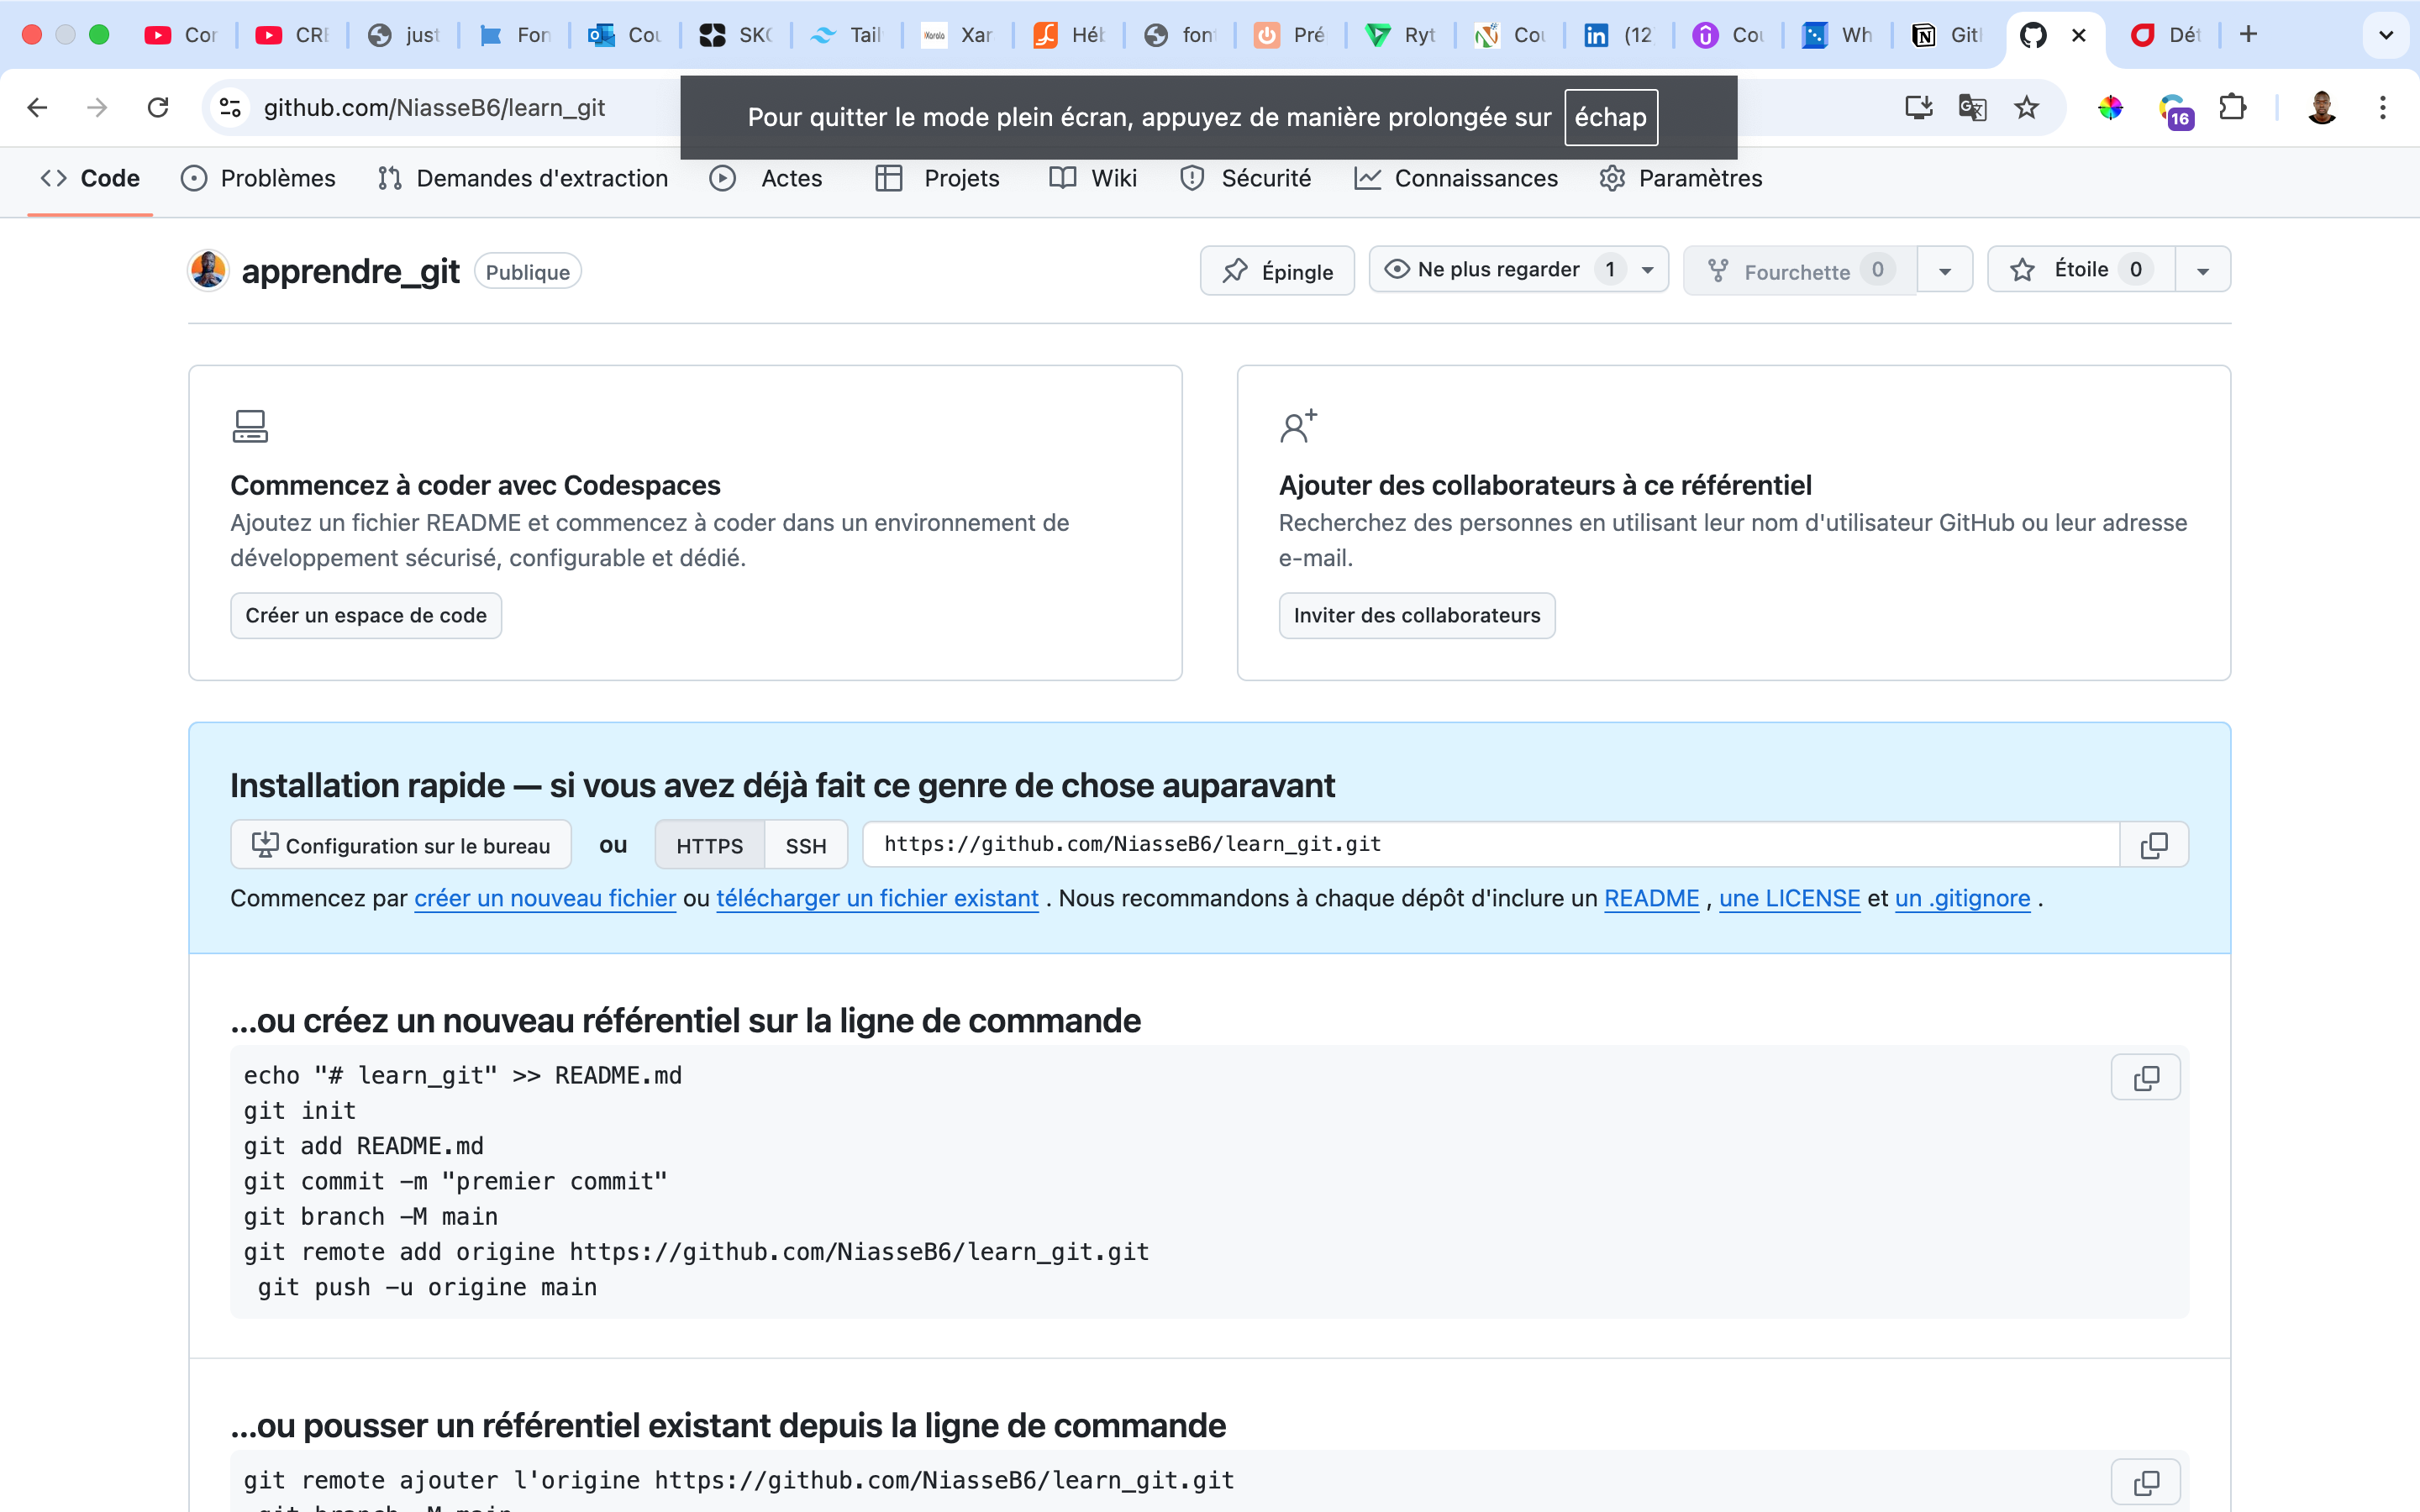 Cor
CRE
just
Fon
Cou
SKC
Tail
Xarala
Xar
Héb
font
Pré
Ryt
Cou
(12
Cou
Wh
Gitl
Dét
github.com/NiasseB6/learn_git
Pour quitter le mode plein écran, appuyez de manière prolongée sur échap
16
Code
Problèmes
Demandes d'extraction
Actes
Projets
Wiki
Sécurité
Connaissances
Paramètres
apprendre_git
Publique
Épingle
Ne plus regarder 1
Fourchette 0
Étoile 0
Commencez à coder avec Codespaces
Ajoutez un fichier README et commencez à coder dans un environnement de
développement sécurisé, configurable et dédié.
Créer un espace de code
Ajouter des collaborateurs à ce référentiel
Recherchez des personnes en utilisant leur nom d'utilisateur GitHub ou leur adresse
e-mail.
Inviter des collaborateurs
Installation rapide — si vous avez déjà fait ce genre de chose auparavant
Configuration sur le bureau
ou
HTTPS
SSH
https://github.com/NiasseB6/learn_git.git
Commencez par créer un nouveau fichier ou télécharger un fichier existant . Nous recommandons à chaque dépôt d'inclure un README , une LICENSE et un .gitignore .
…ou créez un nouveau référentiel sur la ligne de commande
echo "# learn_git" >> README.md
git init
git add README.md
git commit -m "premier commit"
git branch -M main
git remote add origine https://github.com/NiasseB6/learn_git.git
git push -u origine main
…ou pousser un référentiel existant depuis la ligne de commande
git remote ajouter l'origine https://github.com/NiasseB6/learn_git.git
git branch -M main